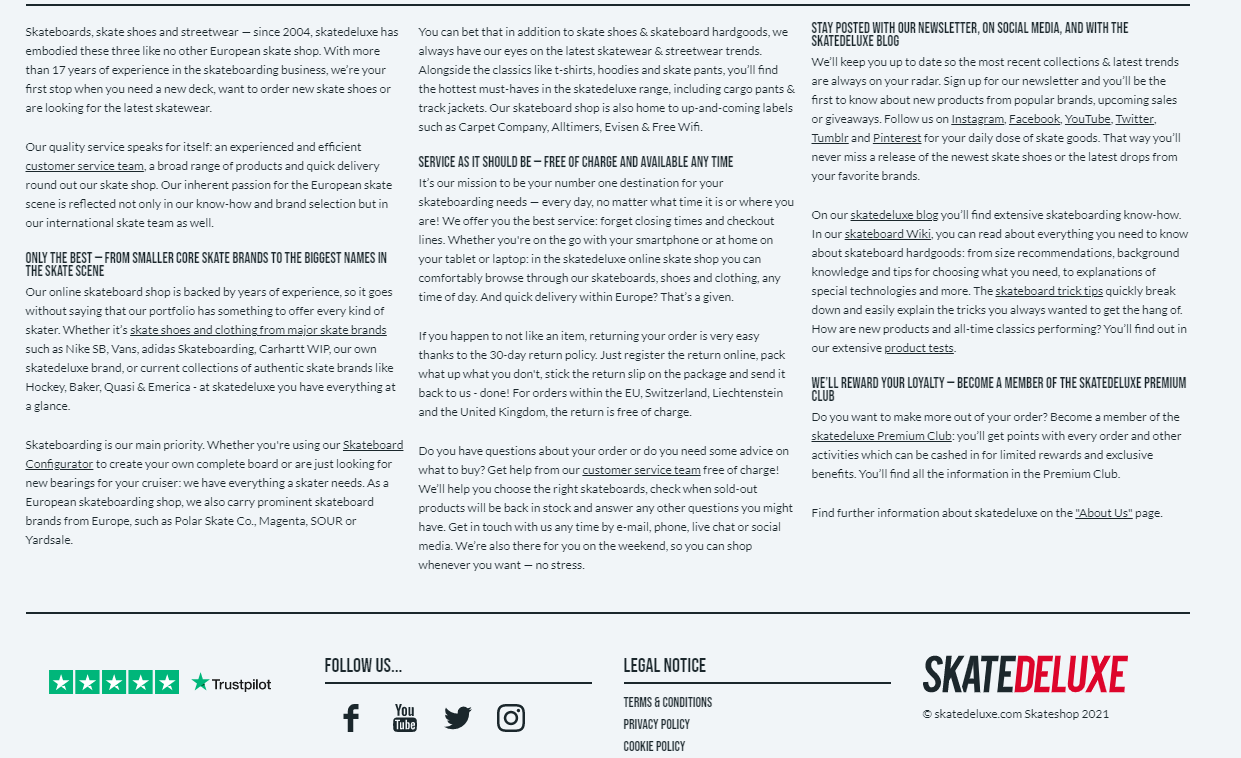 Skateboards, skate shoes and streetwear — since 2004, skatedeluxe has
embodied these three like no other European skate shop. With more
than 17 years of experience in the skateboarding business, we're your
first stop when you need a new deck, want to order new skate shoes or
are looking for the latest skatewear.
Our quality service speaks for itself: an experienced and efficient
customer service team, a broad range of products and quick delivery
round out our skate shop. Our inherent passion for the European skate
scene is reflected not only in our know-how and brand selection but in
our international skate team as well.
ONLY THE BEST – FROM SMALLER CORE SKATE BRANDS TO THE BIGGEST NAMES IN
THE SKATE SCENE
Our online skateboard shop is backed by years of experience, so it goes
without saying that our portfolio has something to offer every kind of
skater. Whether it's skate shoes and clothing from major skate brands
such as Nike SB, Vans, adidas Skateboarding, Carhartt WIP, our own
skatedeluxe brand, or current collections of authentic skate brands like
Hockey, Baker, Quasi & Emerica - at skatedeluxe you have everything at
a glance.
Skateboarding is our main priority. Whether you're using our Skateboard
Configurator to create your own complete board or are just looking for
new bearings for your cruiser: we have everything a skater needs. As a
European skateboarding shop, we also carry prominent skateboard
brands from Europe, such as Polar Skate Co., Magenta, SOUR or
Yardsale.
You can bet that in addition to skate shoes & skateboard hardgoods, we
always have our eyes on the latest skatewear & streetwear trends.
Alongside the classics like t-shirts, hoodies and skate pants, you'll find
the hottest must-haves in the skatedeluxe range, including cargo pants &
track jackets. Our skateboard shop is also home to up-and-coming labels
such as Carpet Company, Alltimers, Evisen & Free Wifi.
SERVICE AS IT SHOULD BE – FREE OF CHARGE AND AVAILABLE ANY TIME
It's our mission to be your number one destination for your
skateboarding needs — every day, no matter what time it is or where you
are! We offer you the best service: forget closing times and checkout
lines. Whether you're on the go with your smartphone or at home on
your tablet or laptop: in the skatedeluxe online skate shop you can
comfortably browse through our skateboards, shoes and clothing, any
time of day. And quick delivery within Europe? That's a given.
If you happen to not like an item, returning your order is very easy
thanks to the 30-day return policy. Just register the return online, pack
what up what you don't, stick the return slip on the package and send it
back to us - done! For orders within the EU, Switzerland, Liechtenstein
and the United Kingdom, the return is free of charge.
Do you have questions about your order or do you need some advice on
what to buy? Get help from our customer service team free of charge!
We'll help you choose the right skateboards, check when sold-out
products will be back in stock and answer any other questions you might
have. Get in touch with us any time by e-mail, phone, live chat or social
media. We're also there for you on the weekend, so you can shop
whenever you want — no stress.
STAY POSTED WITH OUR NEWSLETTER, ON SOCIAL MEDIA, AND WITH THE
SKATEDELUXE BLOG
We'll keep you up to date so the most recent collections & latest trends
are always on your radar. Sign up for our newsletter and you'll be the
first to know about new products from popular brands, upcoming sales
or giveaways. Follow us on Instagram, Facebook, YouTube, Twitter,
Tumblr and Pinterest for your daily dose of skate goods. That way you'll
never miss a release of the newest skate shoes or the latest drops from
your favorite brands.
On our skatedeluxe blog you'll find extensive skateboarding know-how.
In our skateboard Wiki, you can read about everything you need to know
about skateboard hardgoods: from size recommendations, background
knowledge and tips for choosing what you need, to explanations of
special technologies and more. The skateboard trick tips quickly break
down and easily explain the tricks you always wanted to get the hang of.
How are new products and all-time classics performing? You'll find out in
our extensive product tests.
WE'LL REWARD YOUR LOYALTY – BECOME A MEMBER OF THE SKATEDELUXE PREMIUM
CLUB
Do you want to make more out of your order? Become a member of the
skatedeluxe Premium Club: you'll get points with every order and other
activities which can be cashed in for limited rewards and exclusive
benefits. You'll find all the information in the Premium Club.
Find further information about skatedeluxe on the "About Us" page.
Trustpilot
FOLLOW US...
You Tube
LEGAL NOTICE
TERMS & CONDITIONS
PRIVACY POLICY
COOKIE POLICY
SKATEDELUXE
© skatedeluxe.com Skateshop 2021